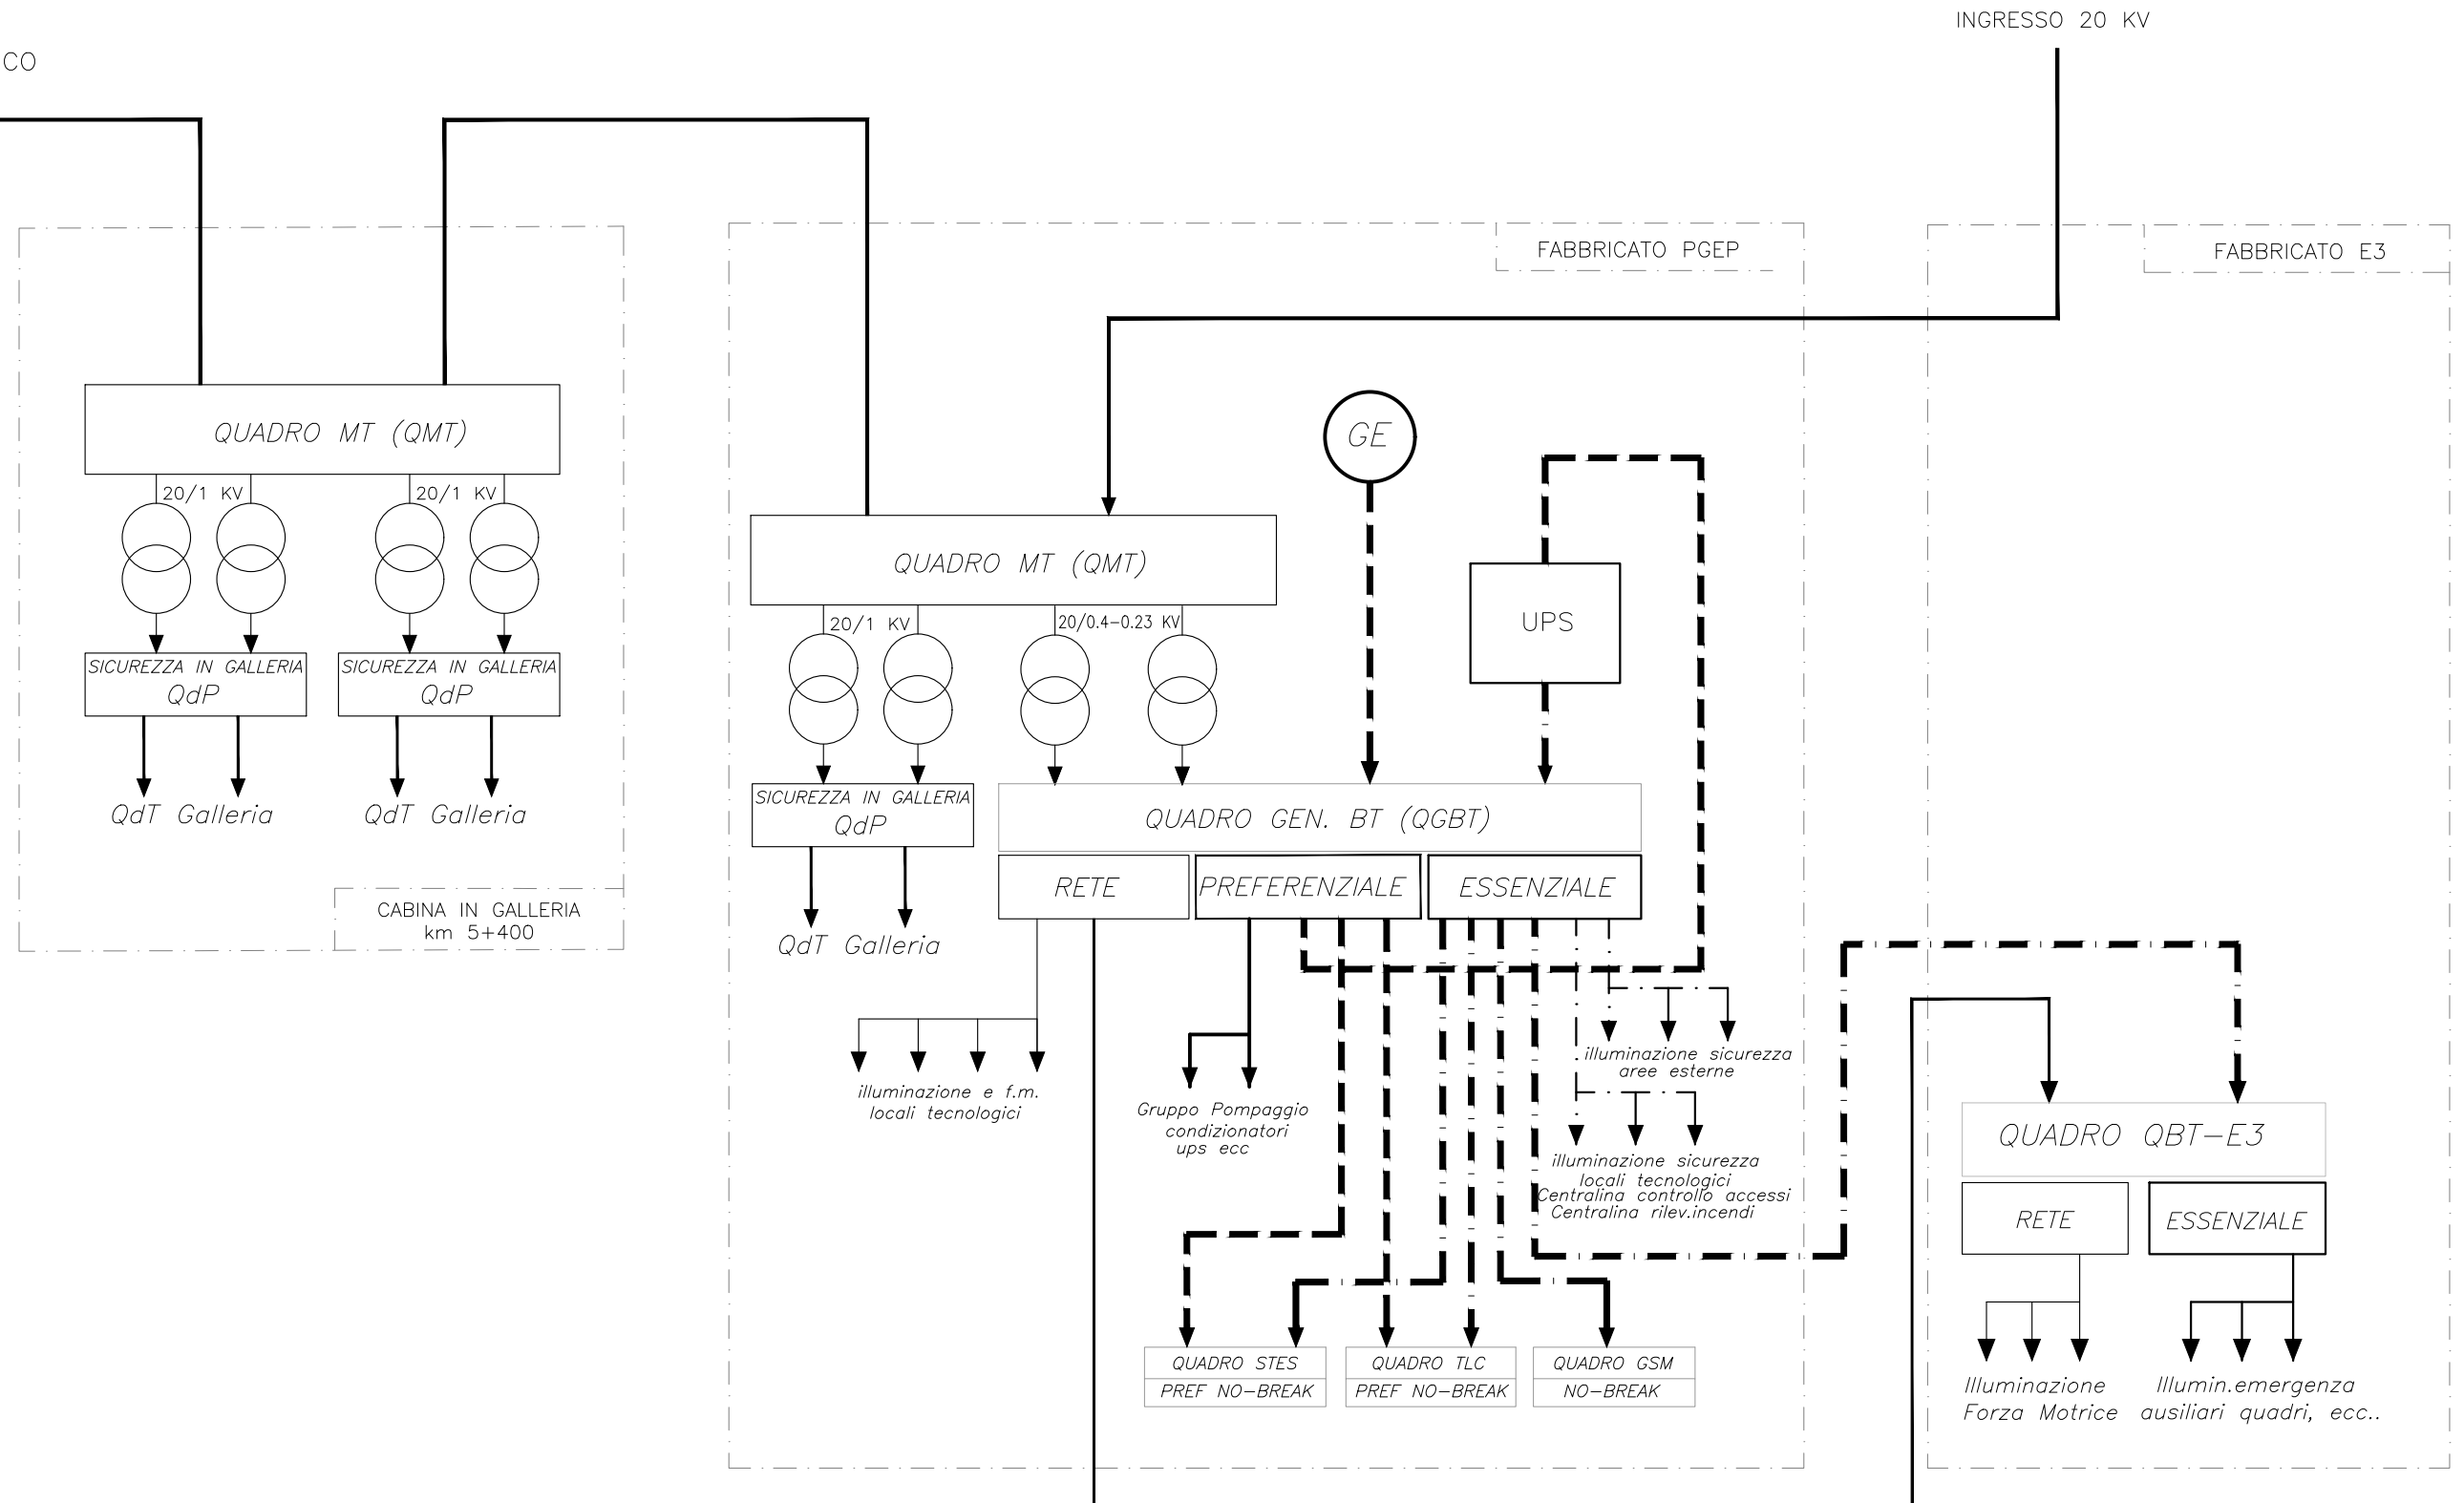 INGRESSO 20 KV
CO
FABBRICATO PGEP
FABBRICATO E3
QUADRO MT (QMT)
20/1 KV
20/1 KV
SICUREZZA IN GALLERIA
QdP
SICUREZZA IN GALLERIA
QdP
QdT Galleria
QdT Galleria
CABINA IN GALLERIA
km 5+400
GE
UPS
QUADRO MT (QMT)
20/1 KV
20/0.4-0.23 KV
SICUREZZA IN GALLERIA
QdP
QdT Galleria
QUADRO GEN. BT (QGBT)
RETE
PREFERENZIALE
ESSENZIALE
illuminazione e f.m.
locali tecnologici
Gruppo Pompaggio
condizionatori
ups ecc
illuminazione sicurezza
aree esterne
illuminazione sicurezza
locali tecnologici
Centralina controllo accessi
Centralina rilev.incendi
QUADRO STES
PREF NO-BREAK
QUADRO TLC
PREF NO-BREAK
QUADRO GSM
NO-BREAK
QUADRO QBT-E3
RETE
ESSENZIALE
Illuminazione
Forza Motrice
Illumin.emergenza
ausiliari quadri, ecc..